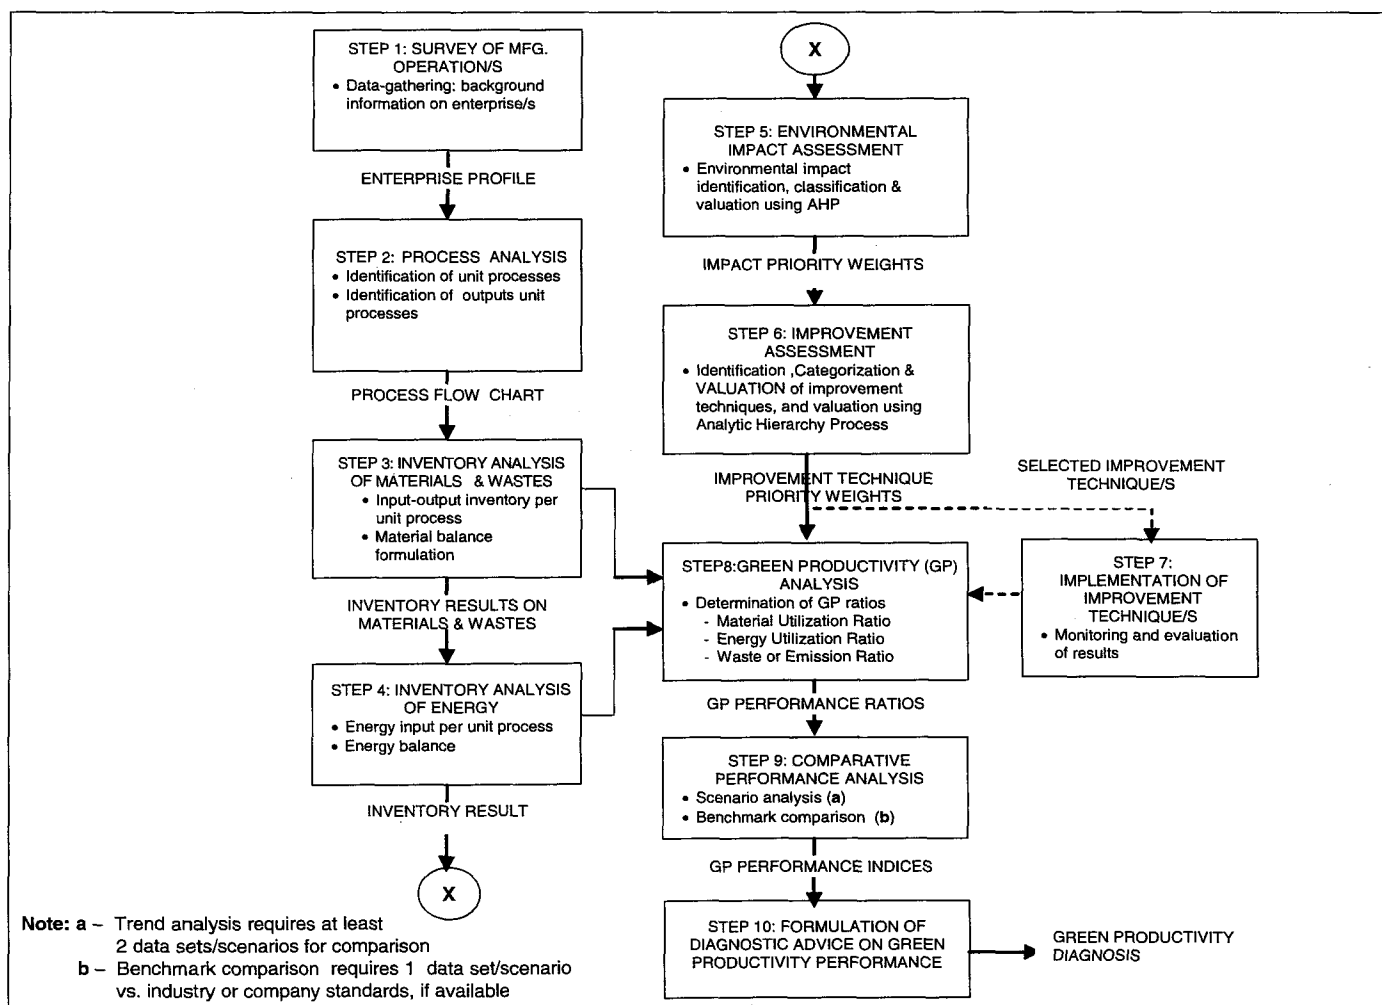 STEP 1: SURVEY OF MFG.
OPERATION/S
• Data-gathering: background
information on enterprise/s
ENTERPRISE PROFILE
STEP 2: PROCESS ANALYSIS
• Identification of unit processes
• Identification of outputs unit
processes
PROCESS FLOW CHART
STEP 3: INVENTORY ANALYSIS
OF MATERIALS & WASTES
• Input-output inventory per
unit process
• Material balance
formulation
INVENTORY RESULTS ON
MATERIALS & WASTES
STEP 4: INVENTORY ANALYSIS
OF ENERGY
• Energy input per unit process
• Energy balance
INVENTORY RESULT
X
X
STEP 5: ENVIRONMENTAL
IMPACT ASSESSMENT
• Environmental impact
identification, classification &
valuation using AHP
IMPACT PRIORITY WEIGHTS
STEP 6: IMPROVEMENT
ASSESSMENT
• Identification ,Categorization &
VALUATION of improvement
techniques, and valuation using
Analytic Hierarchy Process
IMPROVEMENT TECHNIQUE
PRIORITY WEIGHTS
SELECTED IMPROVEMENT
TECHNIQUE/S
STEP 7:
IMPLEMENTATION OF
IMPROVEMENT
TECHNIQUE/S
• Monitoring and evaluation
of results
STEP8:GREEN PRODUCTIVITY (GP)
ANALYSIS
• Determination of GP ratios
- Material Utilization Ratio
- Energy Utilization Ratio
- Waste or Emission Ratio
GP PERFORMANCE RATIOS
STEP 9: COMPARATIVE
PERFORMANCE ANALYSIS
• Scenario analysis (a)
• Benchmark comparison (b)
GP PERFORMANCE INDICES
STEP 10: FORMULATION OF
DIAGNOSTIC ADVICE ON GREEN
PRODUCTIVITY PERFORMANCE
GREEN PRODUCTIVITY
DIAGNOSIS
Note: a – Trend analysis requires at least
2 data sets/scenarios for comparison
b – Benchmark comparison requires 1 data set/scenario
vs. industry or company standards, if available